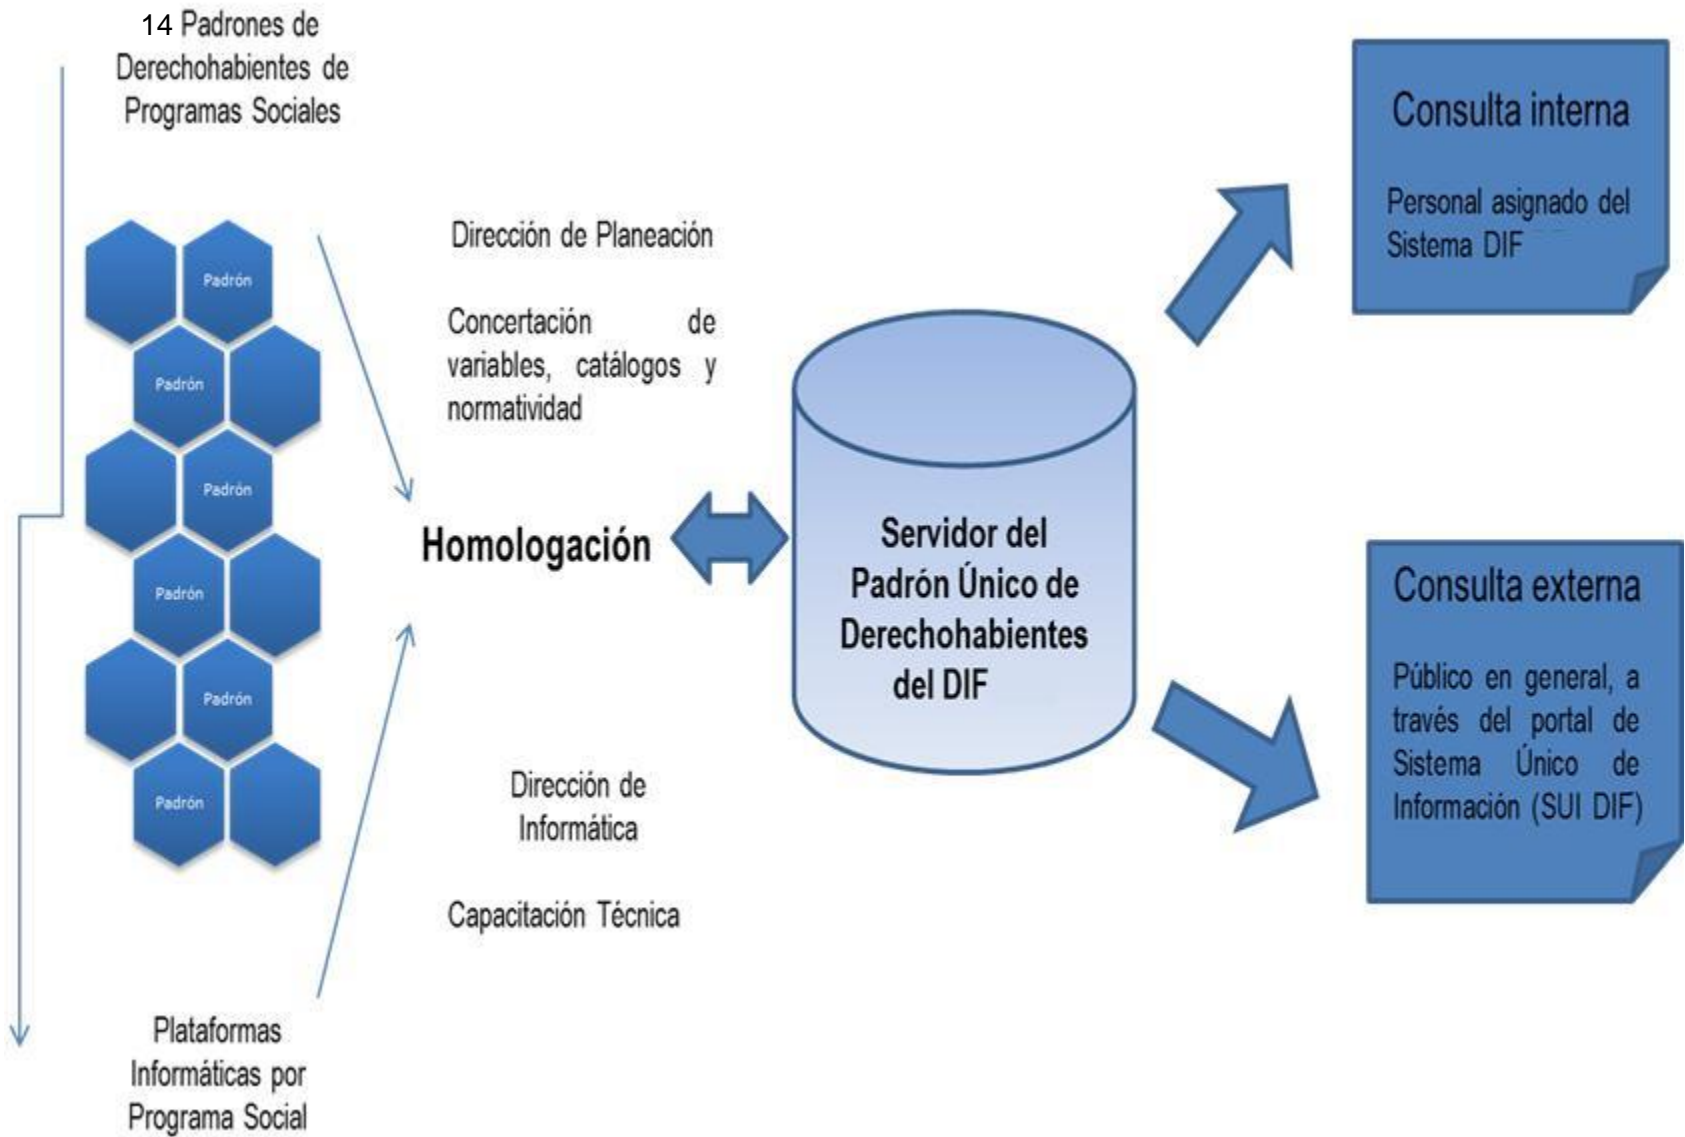 14 Padrones de
Derechohabientes de
Programas Sociales
Padrón
Padrón
Padrón
Padrón
Padrón
Padrón
Plataformas
Informáticas por
Programa Social
Dirección de Planeación
Concertación de
variables, catálogos y
normatividad
Homologación
Dirección de
Informática
Capacitación Técnica
Servidor del
Padrón Único de
Derechohabientes
del DIF
Consulta interna
Personal asignado del
Sistema DIF
Consulta externa
Público en general, a
través del portal de
Sistema Único de
Información (SUI DIF)